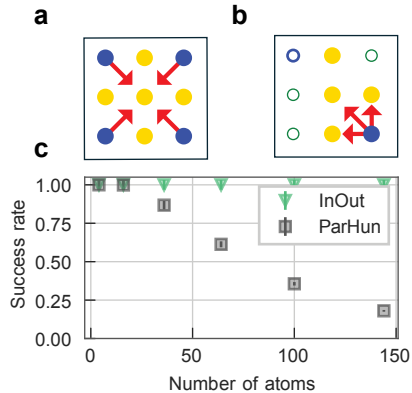 a
b
c
1.00
0.75
0.50
0.25
0.00
Success rate
InOut
ParHun
0
50
100
150
Number of atoms